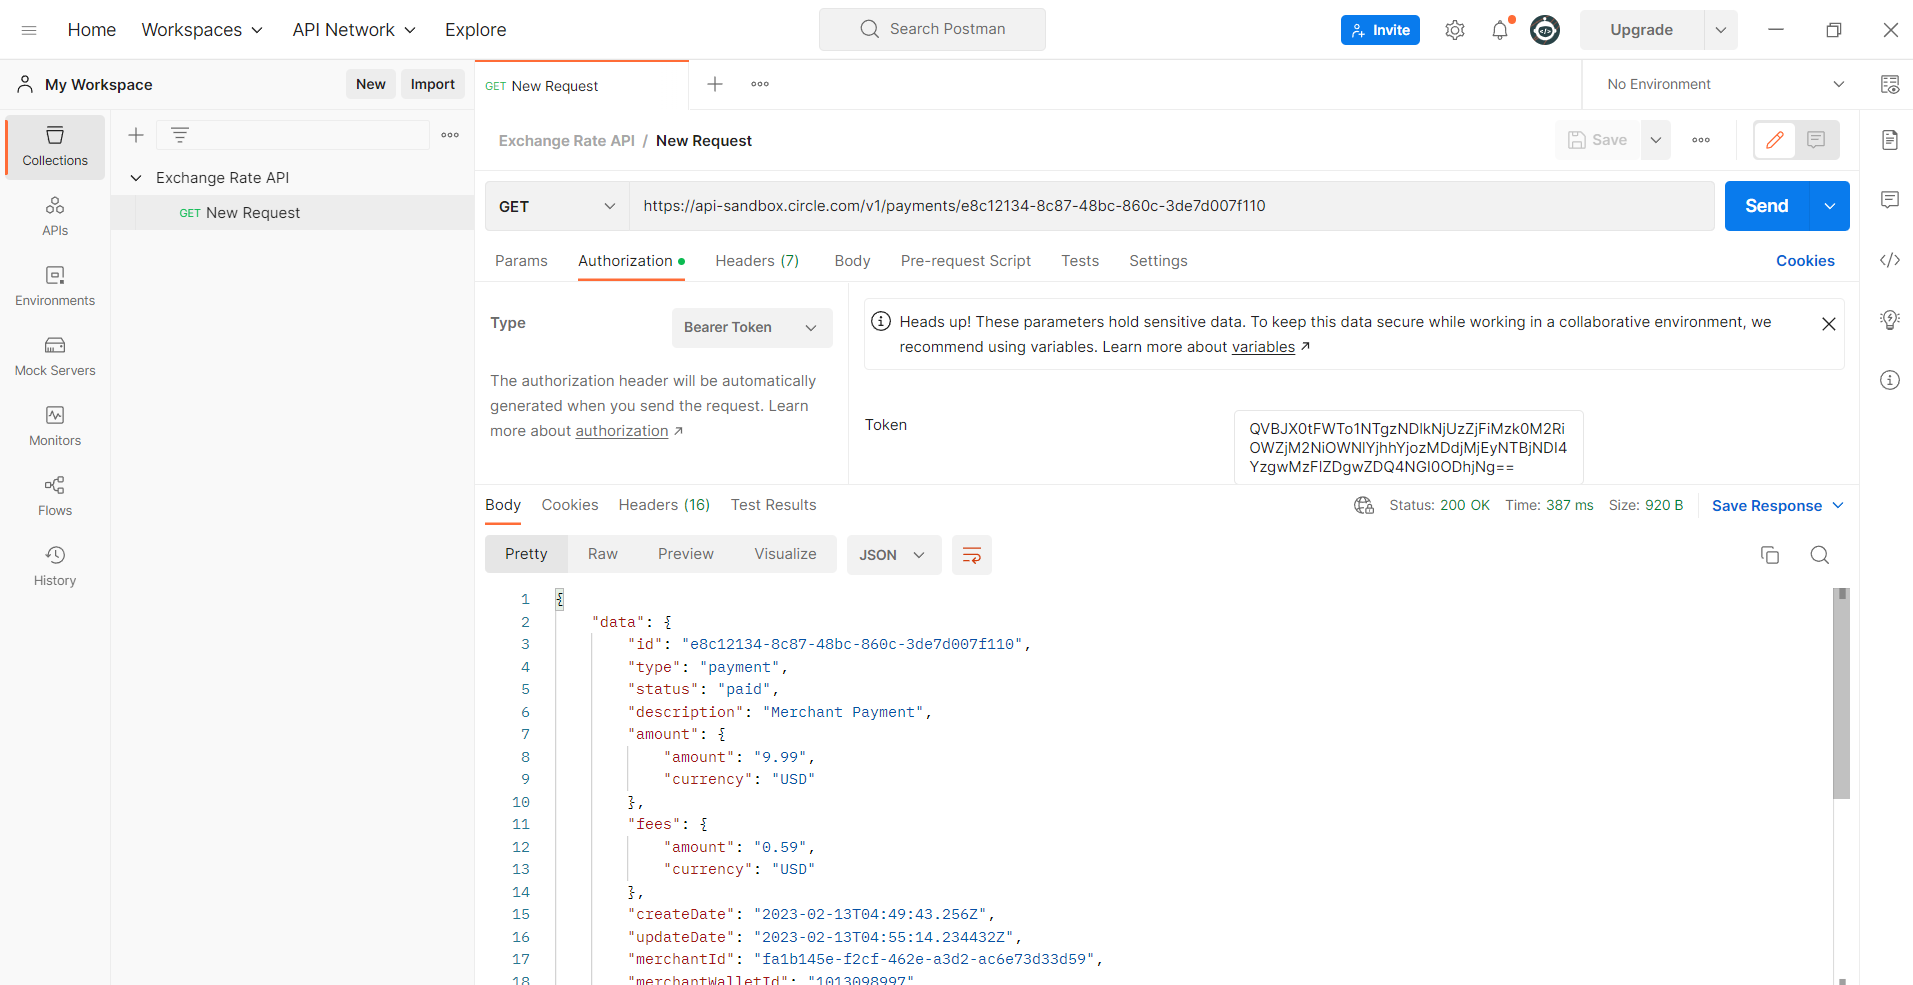 Home
Workspaces
API Network
Explore
Search Postman
Invite
Upgrade
My Workspace
New
Import
GET New Request
No Environment
Collections
APIs
Environments
Mock Servers
Monitors
Flows
History
Exchange Rate API
GET New Request
Exchange Rate API / New Request
Save
GET
https://api-sandbox.circle.com/v1/payments/e8c12134-8c87-48bc-860c-3de7d007f110
Send
Params
Authorization
Headers (7)
Body
Pre-request Script
Tests
Settings
Cookies
Type
Bearer Token
The authorization header will be automatically
generated when you send the request. Learn
more about authorization ↗
Heads up! These parameters hold sensitive data. To keep this data secure while working in a collaborative environment, we
recommend using variables. Learn more about variables ↗
Token
QVBJX0tFWTo1NTgzNDlkNjUzZjFiMzk0M2Ri
OWZjM2NiOWNlYjhhYjozMDdjMjEyNTBjNDI4
YzgwMzFlZDgwZDQ4NGI0ODhjNg==
Body
Cookies
Headers (16)
Test Results
Status: 200 OK
Time: 387 ms
Size: 920 B
Save Response
Pretty
Raw
Preview
Visualize
JSON
1 {
2 "data": {
3 "id": "e8c12134-8c87-48bc-860c-3de7d007f110",
4 "type": "payment",
5 "status": "paid",
6 "description": "Merchant Payment",
7 "amount": {
8 "amount": "9.99",
9 "currency": "USD"
10 },
11 "fees": {
12 "amount": "0.59",
13 "currency": "USD"
14 },
15 "createDate": "2023-02-13T04:49:43.256Z",
16 "updateDate": "2023-02-13T04:55:14.234432Z",
17 "merchantId": "fa1b145e-f2cf-462e-a3d2-ac6e73d33d59",
18 "merchantWalletId": "1013098997"